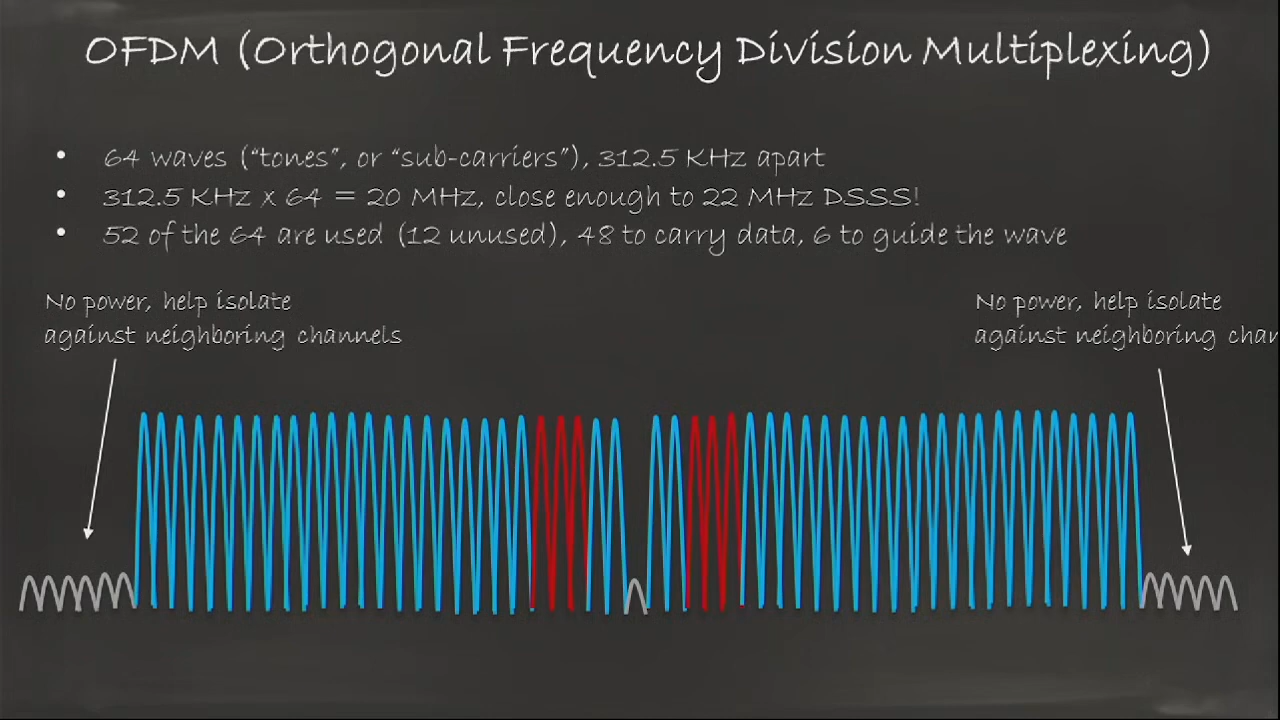 OFDM (Orthogonal Frequency Division Multiplexing)
• 64 waves (“tones”, or “sub-carriers”), 312.5 KHz apart
• 312.5 KHz x 64 = 20 MHz, close enough to 22 MHz DSSS!
• 52 of the 64 are used (12 unused), 48 to carry data, 6 to guide the wave
No power, help isolate
against neighboring channels
No power, help isolate
against neighboring chan